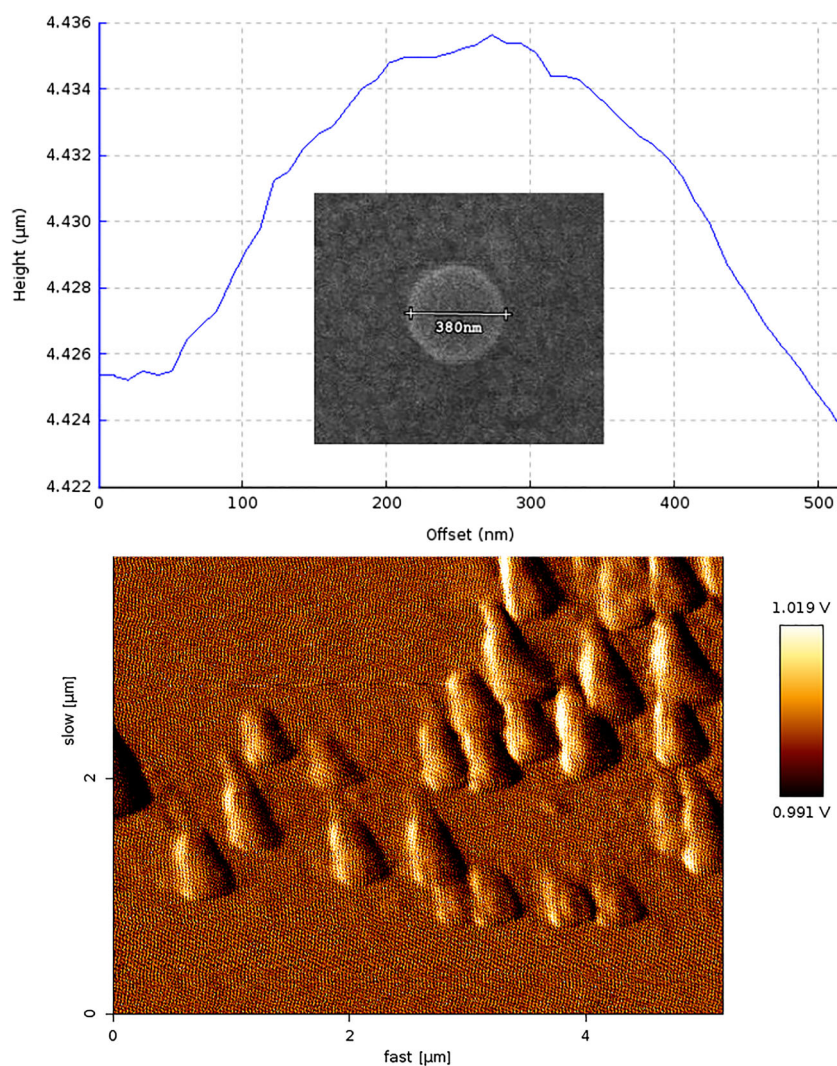 4.436
4.434
4.432
4.430
4.428
4.426
4.424
4.422
Height (µm)
380nm
0
100
200
300
400
500
Offset (nm)
1.019 V
0.991 V
slow [µm]
2
0
0
2
4
fast [µm]